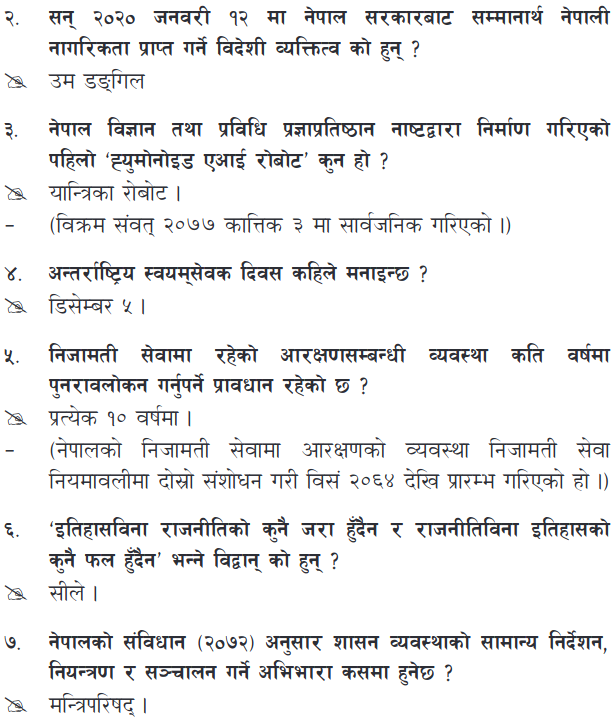 २. सन् २०२० जनवरी १२ मा नेपाल सरकारबाट सम्मानार्थ नेपाली
नागरिकता प्राप्त गर्ने विदेशी व्यक्तित्व को हुन् ?
उम डङ्गिल
३. नेपाल विज्ञान तथा प्रविधि प्रज्ञाप्रतिष्ठान नाष्टद्वारा निर्माण गरिएको
पहिलो ‘ह्युमोनोइड एआई रोबोट’ कुन हो ?
यान्त्रिका रोबोट ।
– (विक्रम संवत् २०७७ कात्तिक ३ मा सार्वजनिक गरिएको ।)
४. अन्तर्राष्ट्रिय स्वयम्सेवक दिवस कहिले मनाइन्छ ?
डिसेम्बर ५ ।
५. निजामती सेवामा रहेको आरक्षणसम्बन्धी व्यवस्था कति वर्षमा
पुनरावलोकन गर्नुपर्ने प्रावधान रहेको छ ?
प्रत्येक १० वर्षमा ।
– (नेपालको निजामती सेवामा आरक्षणको व्यवस्था निजामती सेवा
नियमावलीमा दोस्रो संशोधन गरी विसं २०६४ देखि प्रारम्भ गरिएको हो ।)
६. ‘इतिहासविना राजनीतिको कुनै जरा हुँदैन र राजनीतिविना इतिहासको
कुनै फल हुँदैन’ भन्ने विद्वान् को हुन् ?
सीले ।
७. नेपालको संविधान (२०७२) अनुसार शासन व्यवस्थाको सामान्य निर्देशन,
नियन्त्रण र सञ्चालन गर्ने अभिभारा कसमा हुनेछ ?
मन्त्रिपरिषद् ।